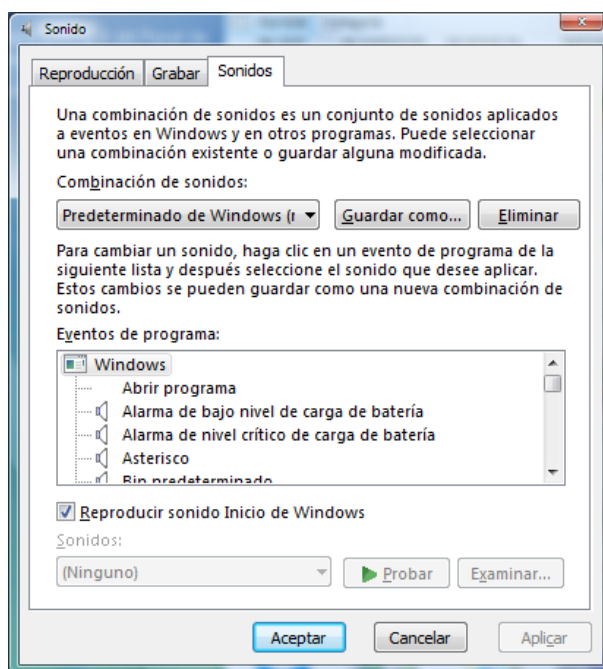 Sonido
Reproducción
Grabar
Sonidos
Una combinación de sonidos es un conjunto de sonidos aplicados
a eventos en Windows y en otros programas. Puede seleccionar
una combinación existente o guardar alguna modificada.
Combinación de sonidos:
Predeterminado de Windows (r
Guardar como...
Eliminar
Para cambiar un sonido, haga clic en un evento de programa de la
siguiente lista y después seleccione el sonido que desee aplicar.
Estos cambios se pueden guardar como una nueva combinación de
sonidos.
Eventos de programa:
Windows
Abrir programa
Alarma de bajo nivel de carga de batería
Alarma de nivel crítico de carga de batería
Asterisco
Bip predeterminado
Reproducir sonido Inicio de Windows
Sonidos:
(Ninguno)
Probar
Examinar...
Aceptar
Cancelar
Aplicar